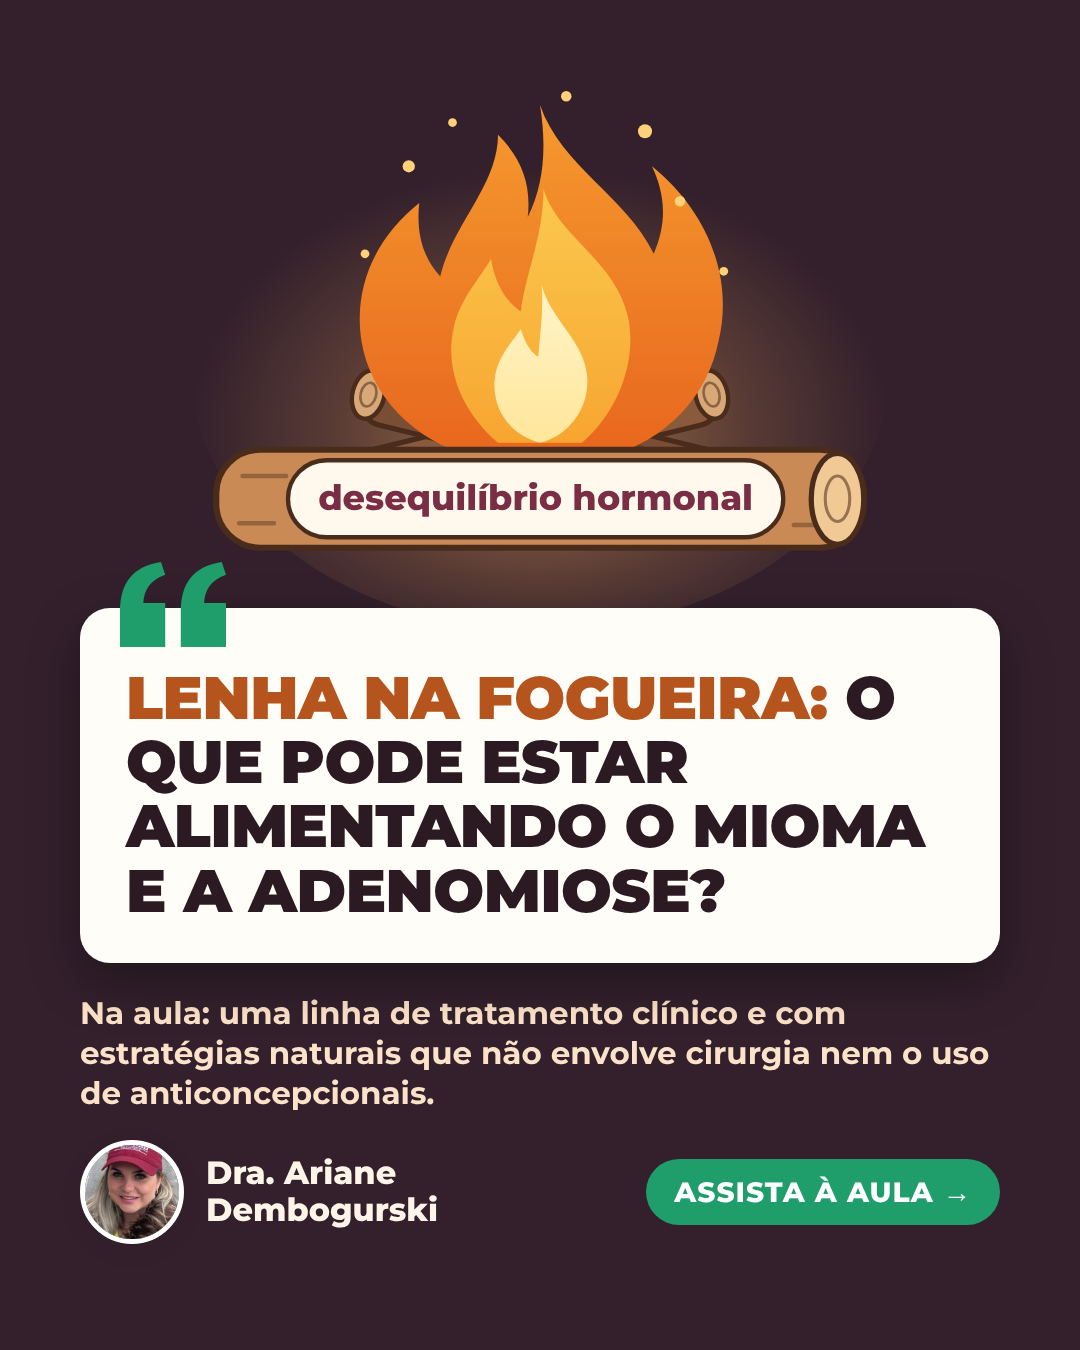 desequilíbrio hormonal
“
LENHA NA FOGUEIRA: O
QUE PODE ESTAR
ALIMENTANDO O MIOMA
E A ADENOMIOSE?
Na aula: uma linha de tratamento clínico e com
estratégias naturais que não envolve cirurgia nem o uso
de anticoncepcionais.
Dra. Ariane
Dembogurski
ASSISTA À AULA →